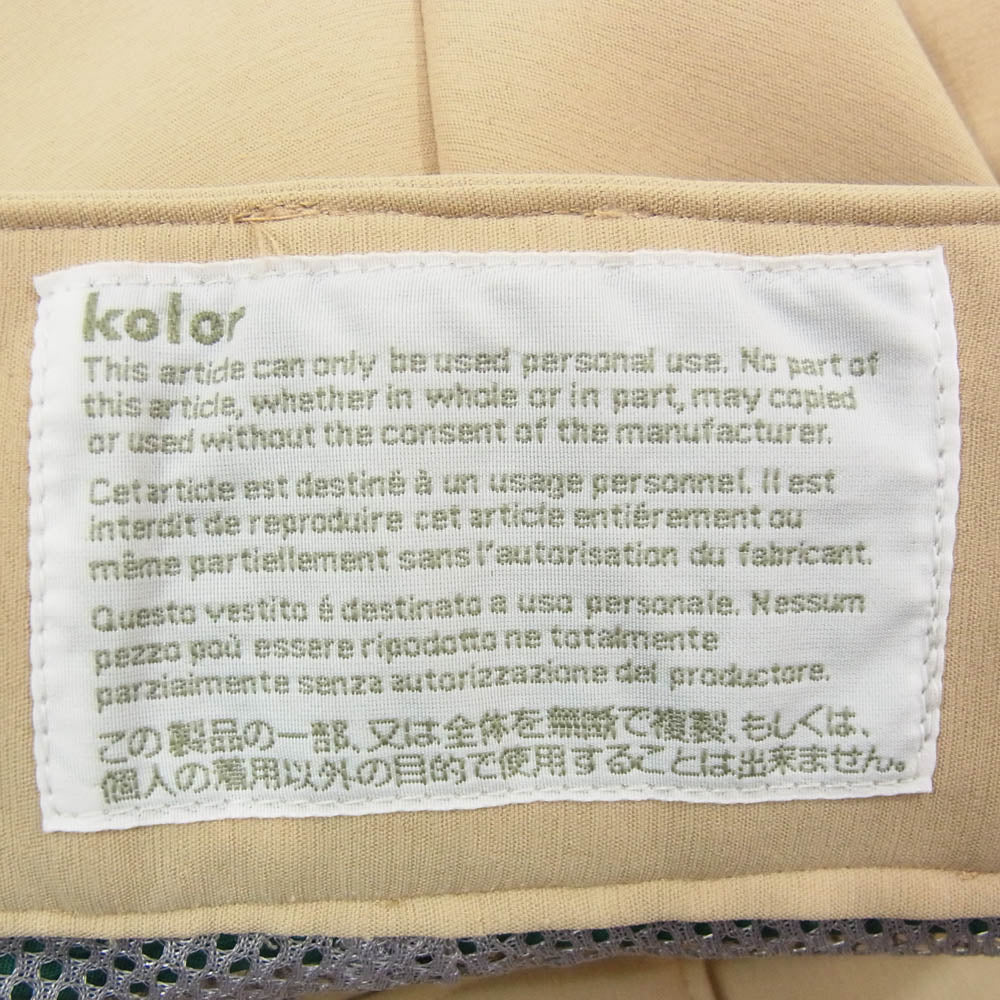 kolor
This article can only be used personal use. No part of
this article, whether in whole or in part, may copied
or used without the consent of the manufacturer.
Cet article est destiné à un usage personnel. Il est
interdit de reproduire cet article entiérement ou
même partiellement sans l'autorisation du fabricant.
Questo vestito é destinato a uso personale. Nessum
pezzo poú essere ripodotto ne totalmente
parziaimente senza autorizzazione del productore.
この製品の一部、又は全体を無断で複製、もしくは、
個人の着用以外の目的で使用することは出来ません。